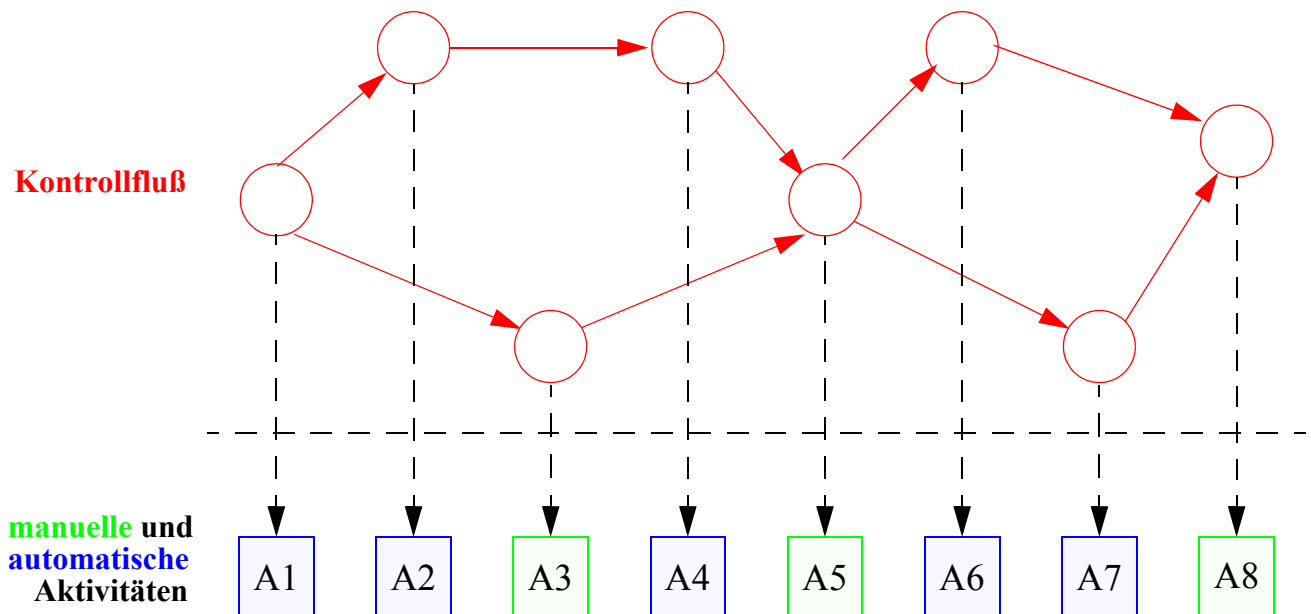 Kontrollfluß
manuelle und
automatische
Aktivitäten
A1 A2 A3 A4 A5 A6 A7 A8